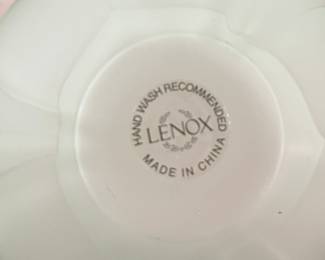 HAND WASH RECOMMENDED
LENOX
MADE IN CHINA